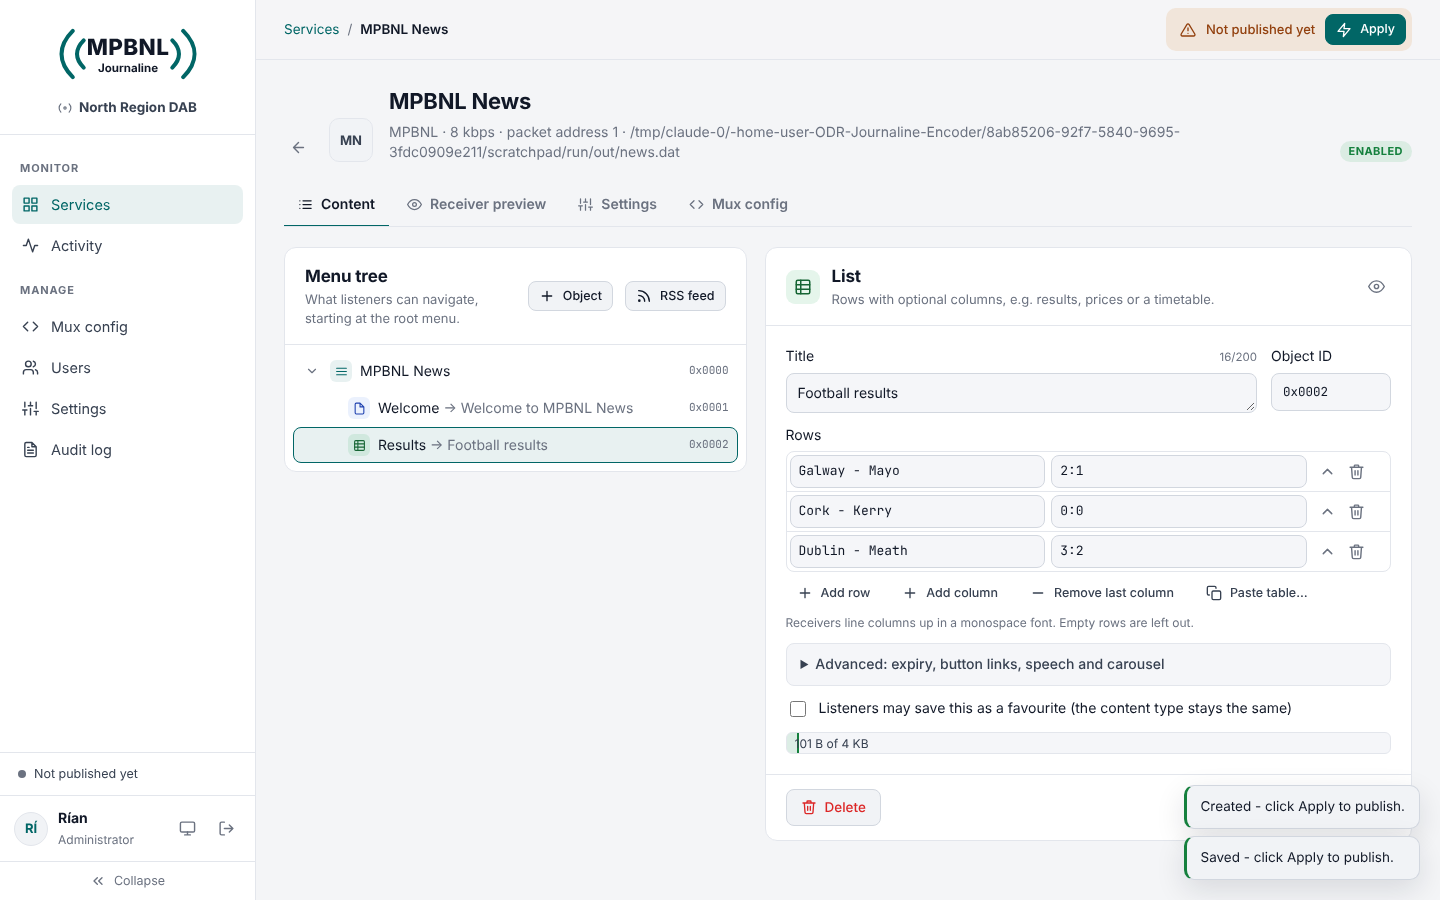 MPBNL
Journaline
North Region DAB
MONITOR
Services
Activity
MANAGE
Mux config
Users
Settings
Audit log
Not published yet
RÍ
Rían
Administrator
Collapse
Services / MPBNL News
Not published yet
Apply
MN
MPBNL News
MPBNL · 8 kbps · packet address 1 · /tmp/claude-0/-home-user-ODR-Journaline-Encoder/8ab85206-92f7-5840-9695-
3fdc0909e211/scratchpad/run/out/news.dat
ENABLED
Content
Receiver preview
Settings
Mux config
Menu tree
What listeners can navigate,
starting at the root menu.
Object
RSS feed
MPBNL News 0x0000
Welcome → Welcome to MPBNL News 0x0001
Results → Football results 0x0002
List
Rows with optional columns, e.g. results, prices or a timetable.
Title 16/200 Object ID
Football results 0x0002
Rows
Galway - Mayo 2:1
Cork - Kerry 0:0
Dublin - Meath 3:2
Add row
Add column
Remove last column
Paste table...
Receivers line columns up in a monospace font. Empty rows are left out.
Advanced: expiry, button links, speech and carousel
Listeners may save this as a favourite (the content type stays the same)
101 B of 4 KB
Delete
Created - click Apply to publish.
Saved - click Apply to publish.